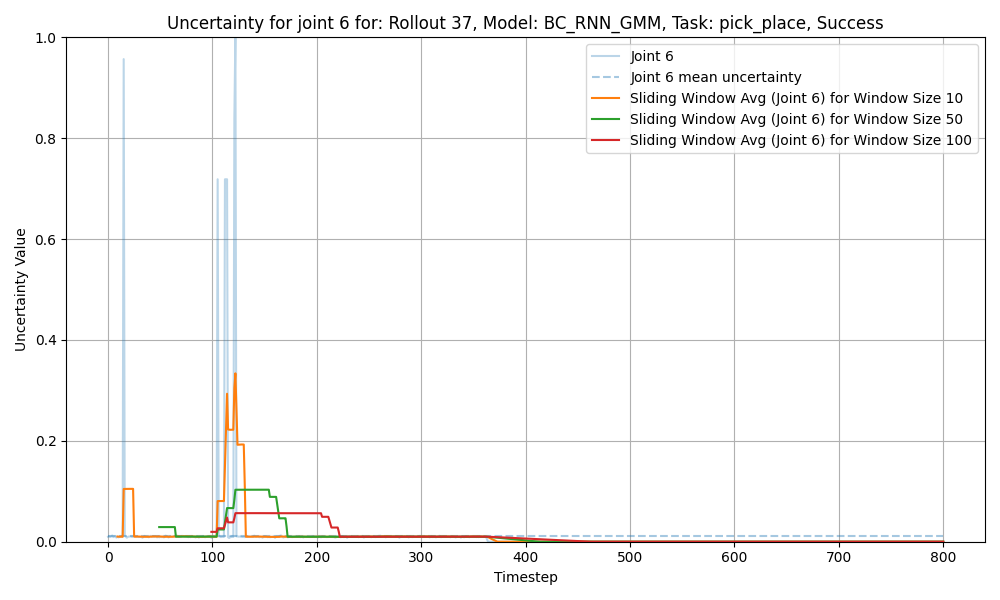 Uncertainty for joint 6 for: Rollout 37, Model: BC_RNN_GMM, Task: pick_place, Success
Joint 6
Joint 6 mean uncertainty
Sliding Window Avg (Joint 6) for Window Size 10
Sliding Window Avg (Joint 6) for Window Size 50
Sliding Window Avg (Joint 6) for Window Size 100
Uncertainty Value
1.0
0.8
0.6
0.4
0.2
0.0
0 100 200 300 400 500 600 700 800
Timestep